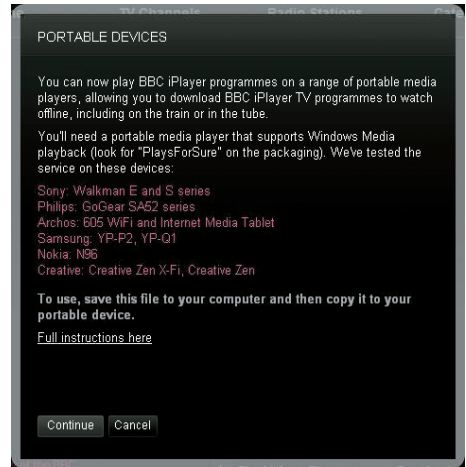 TV Channels Radio Stations
PORTABLE DEVICES
You can now play BBC iPlayer programmes on a range of portable media
players, allowing you to download BBC iPlayer TV programmes to watch
offline, including on the train or in the tube.
You'll need a portable media player that supports Windows Media
playback (look for "PlaysForSure" on the packaging). We've tested the
service on these devices:
Sony: Walkman E and S series
Philips: GoGear SA52 series
Archos: 605 WiFi and Internet Media Tablet
Samsung: YP-P2, YP-Q1
Nokia: N96
Creative: Creative Zen X-Fi, Creative Zen
To use, save this file to your computer and then copy it to your
portable device.
Full instructions here
Continue Cancel